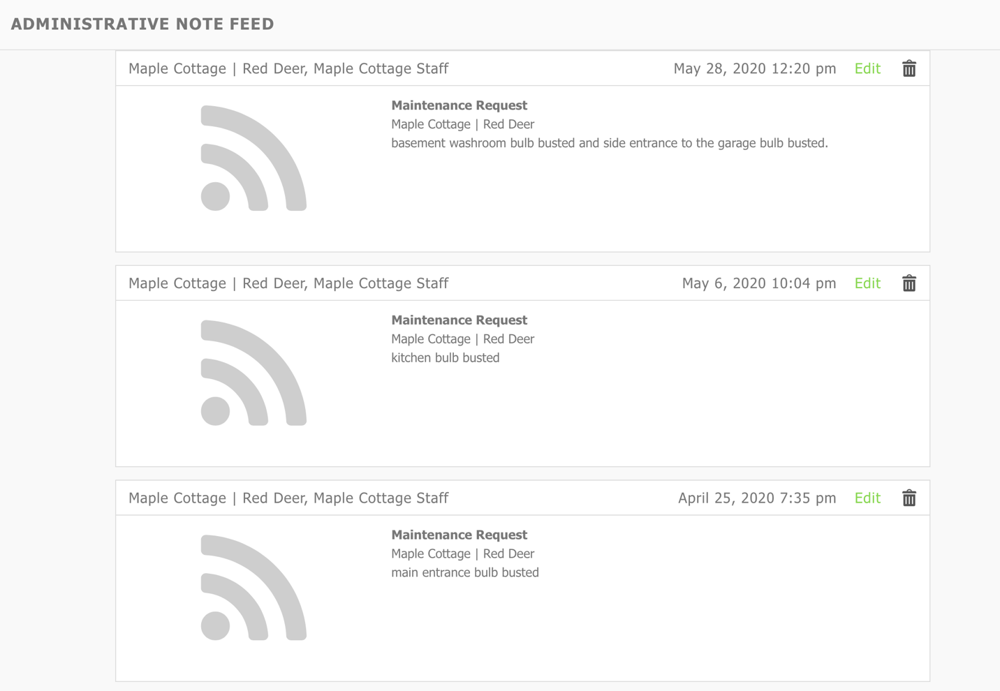 ADMINISTRATIVE NOTE FEED
Maple Cottage | Red Deer, Maple Cottage Staff May 28, 2020 12:20 pm Edit
Maintenance Request
Maple Cottage | Red Deer
basement washroom bulb busted and side entrance to the garage bulb busted.
Maple Cottage | Red Deer, Maple Cottage Staff May 6, 2020 10:04 pm Edit
Maintenance Request
Maple Cottage | Red Deer
kitchen bulb busted
Maple Cottage | Red Deer, Maple Cottage Staff April 25, 2020 7:35 pm Edit
Maintenance Request
Maple Cottage | Red Deer
main entrance bulb busted